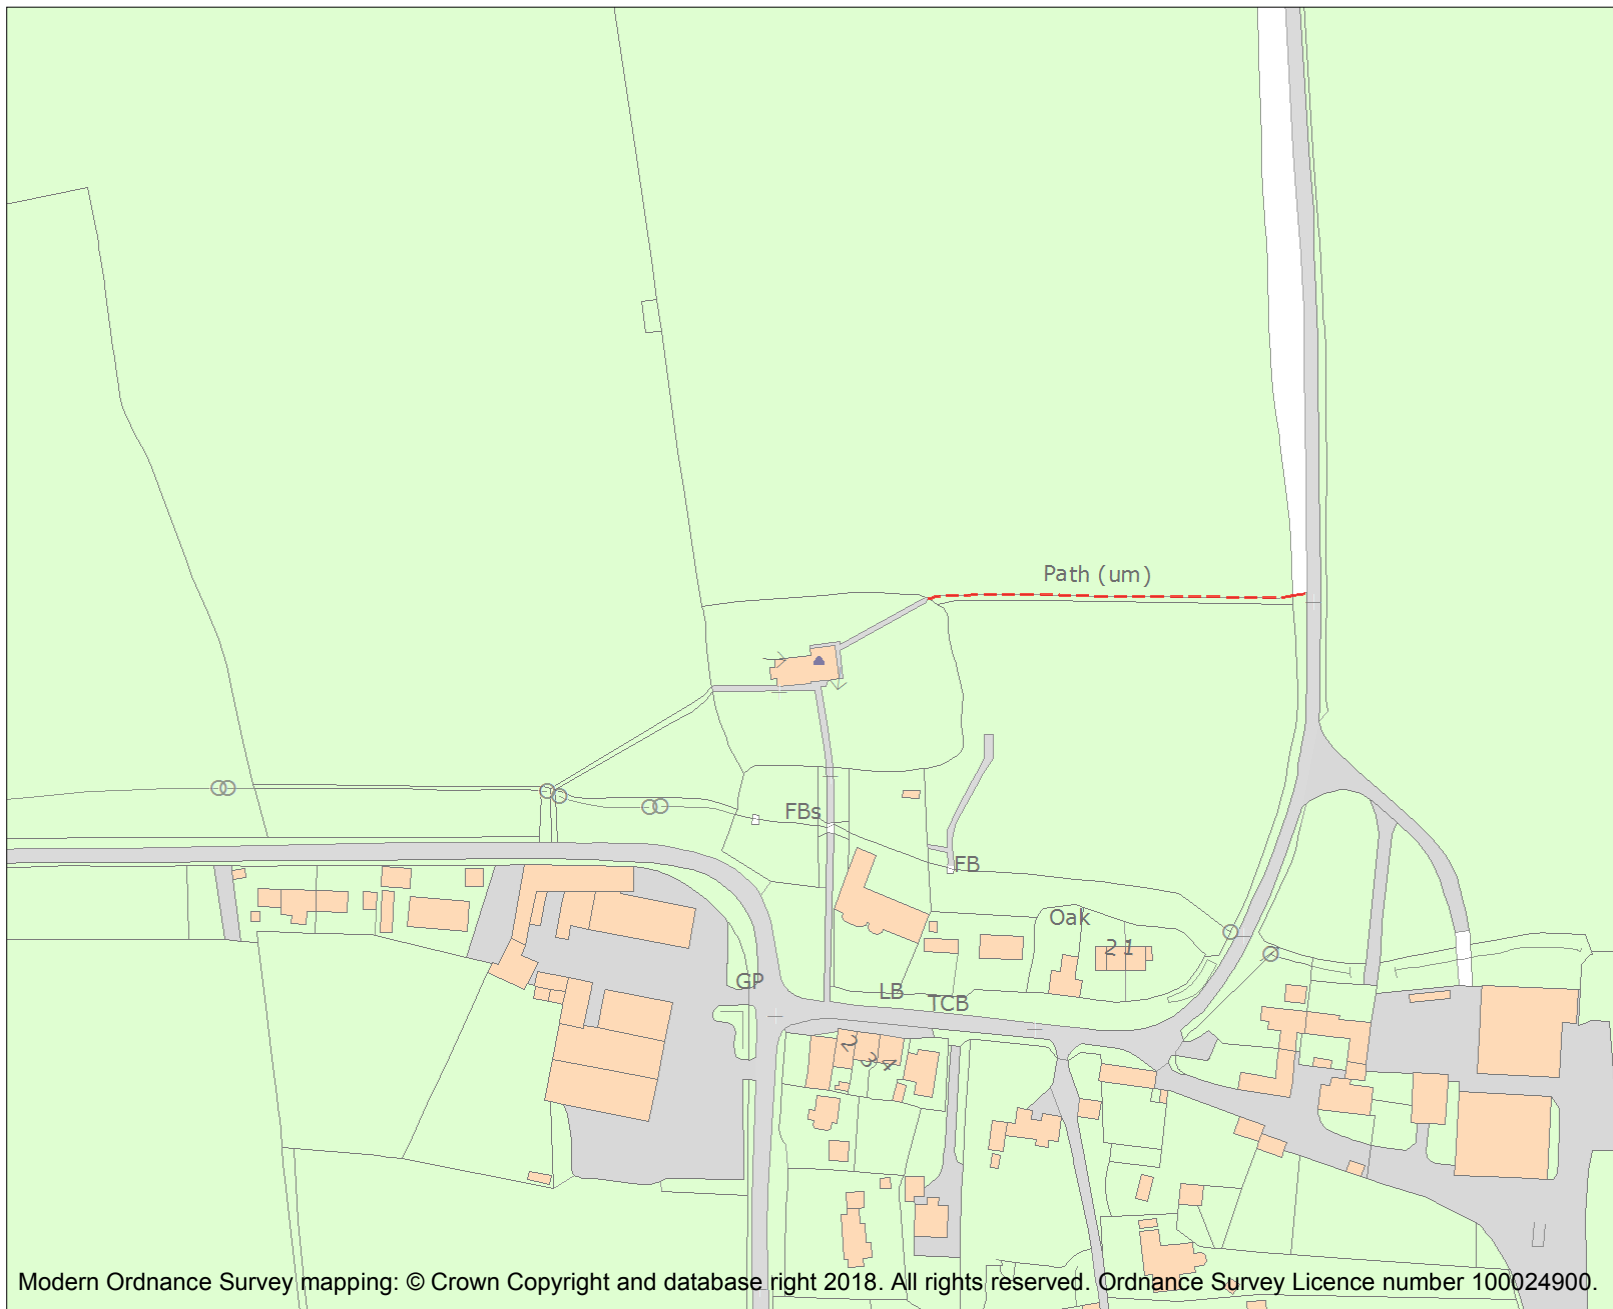 Path (um)
FBs
FB
Oak
2 1
GP
LB
TCB
2
3
4
Modern Ordnance Survey mapping: © Crown Copyright and database right 2018. All rights reserved. Ordnance Survey Licence number 100024900.